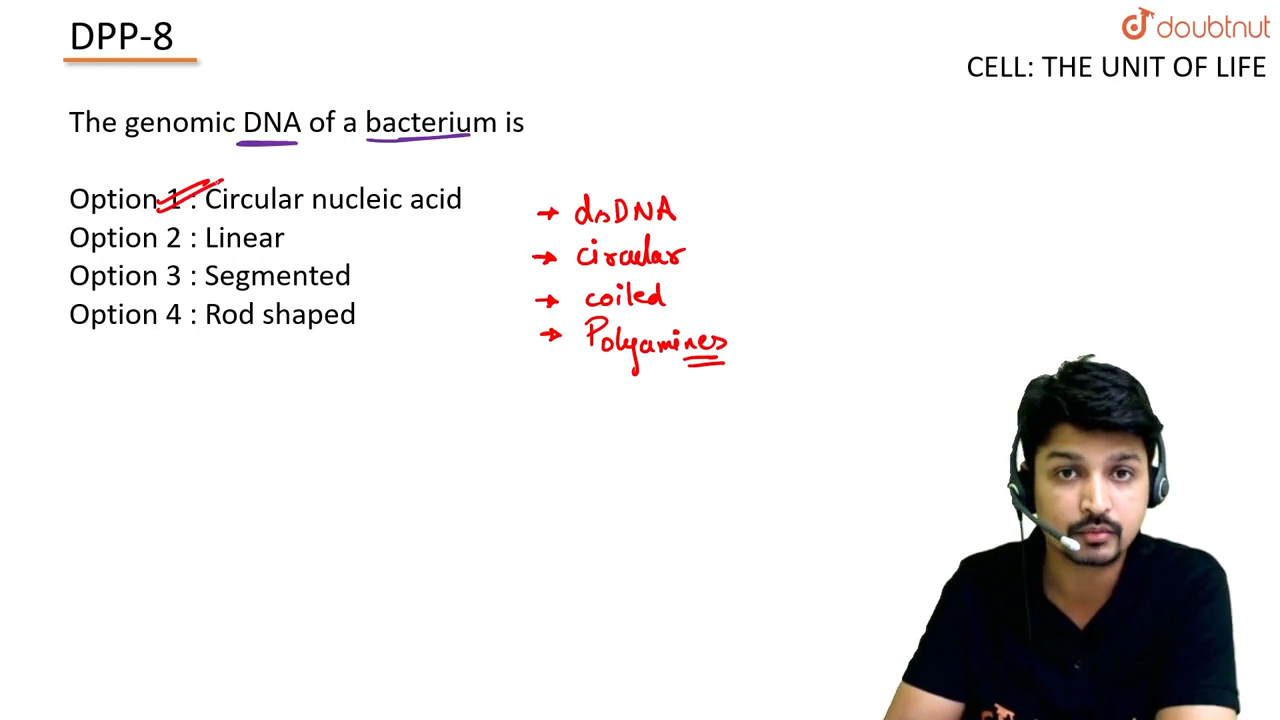 DPP-8
doubtnut
CELL: THE UNIT OF LIFE
The genomic DNA of a bacterium is
Option 1 : Circular nucleic acid
Option 2 : Linear
Option 3 : Segmented
Option 4 : Rod shaped
→ dsDNA
→ circular
→ coiled
→ Polyamines